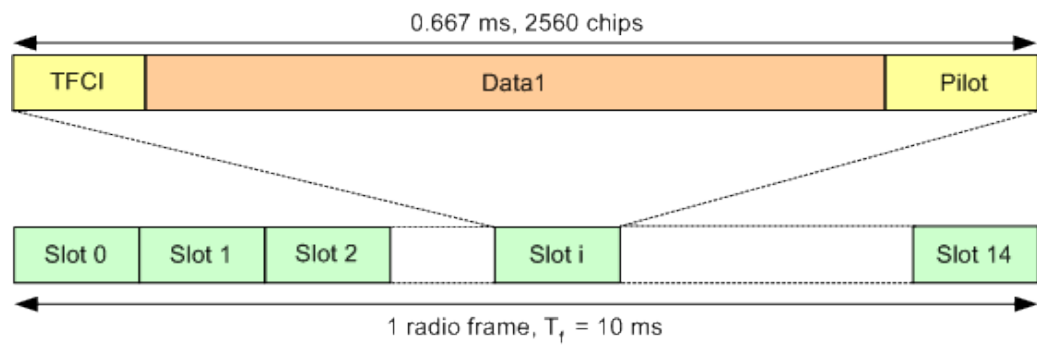 0.667 ms, 2560 chips
TFCI Data1 Pilot
Slot 0 Slot 1 Slot 2 Slot i Slot 14
1 radio frame, T_f = 10 ms